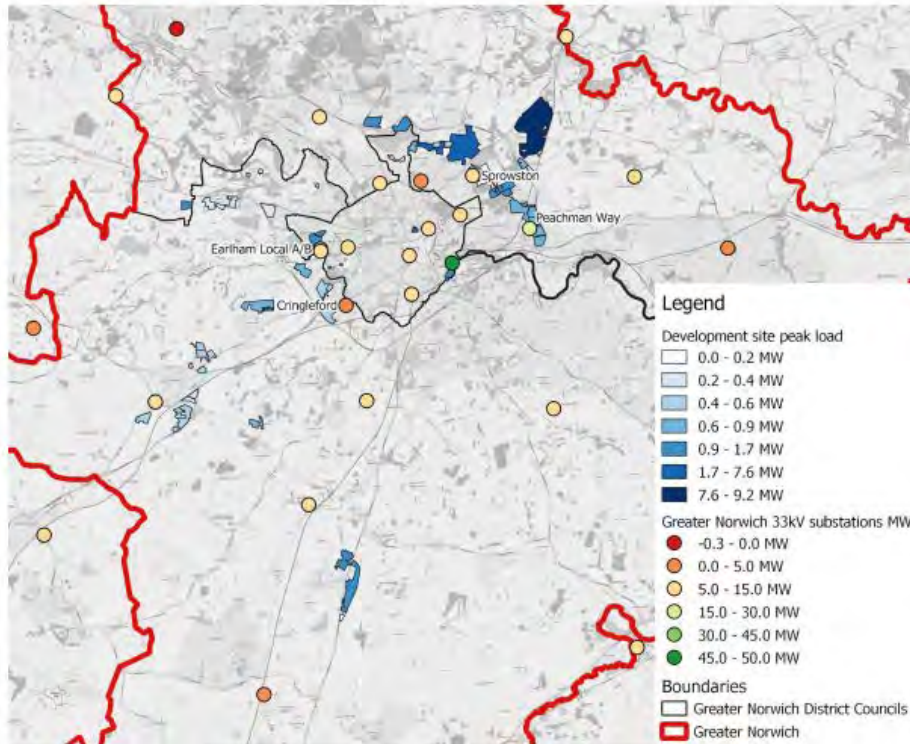 Sprowston
Peachman Way
Earlham Local A/B
Cringleford
Legend
Development site peak load
0.0 - 0.2 MW
0.2 - 0.4 MW
0.4 - 0.6 MW
0.6 - 0.9 MW
0.9 - 1.7 MW
1.7 - 7.6 MW
7.6 - 9.2 MW
Greater Norwich 33kV substations MW
-0.3 - 0.0 MW
0.0 - 5.0 MW
5.0 - 15.0 MW
15.0 - 30.0 MW
30.0 - 45.0 MW
45.0 - 50.0 MW
Boundaries
Greater Norwich District Councils
Greater Norwich